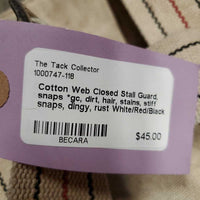 The Tack Collector
1000747-118
Cotton Web Closed Stall Guard,
snaps *gc, dirt, hair, stains, stiff
snaps, dingy, rust White/Red/Black
$45.00
BECARA